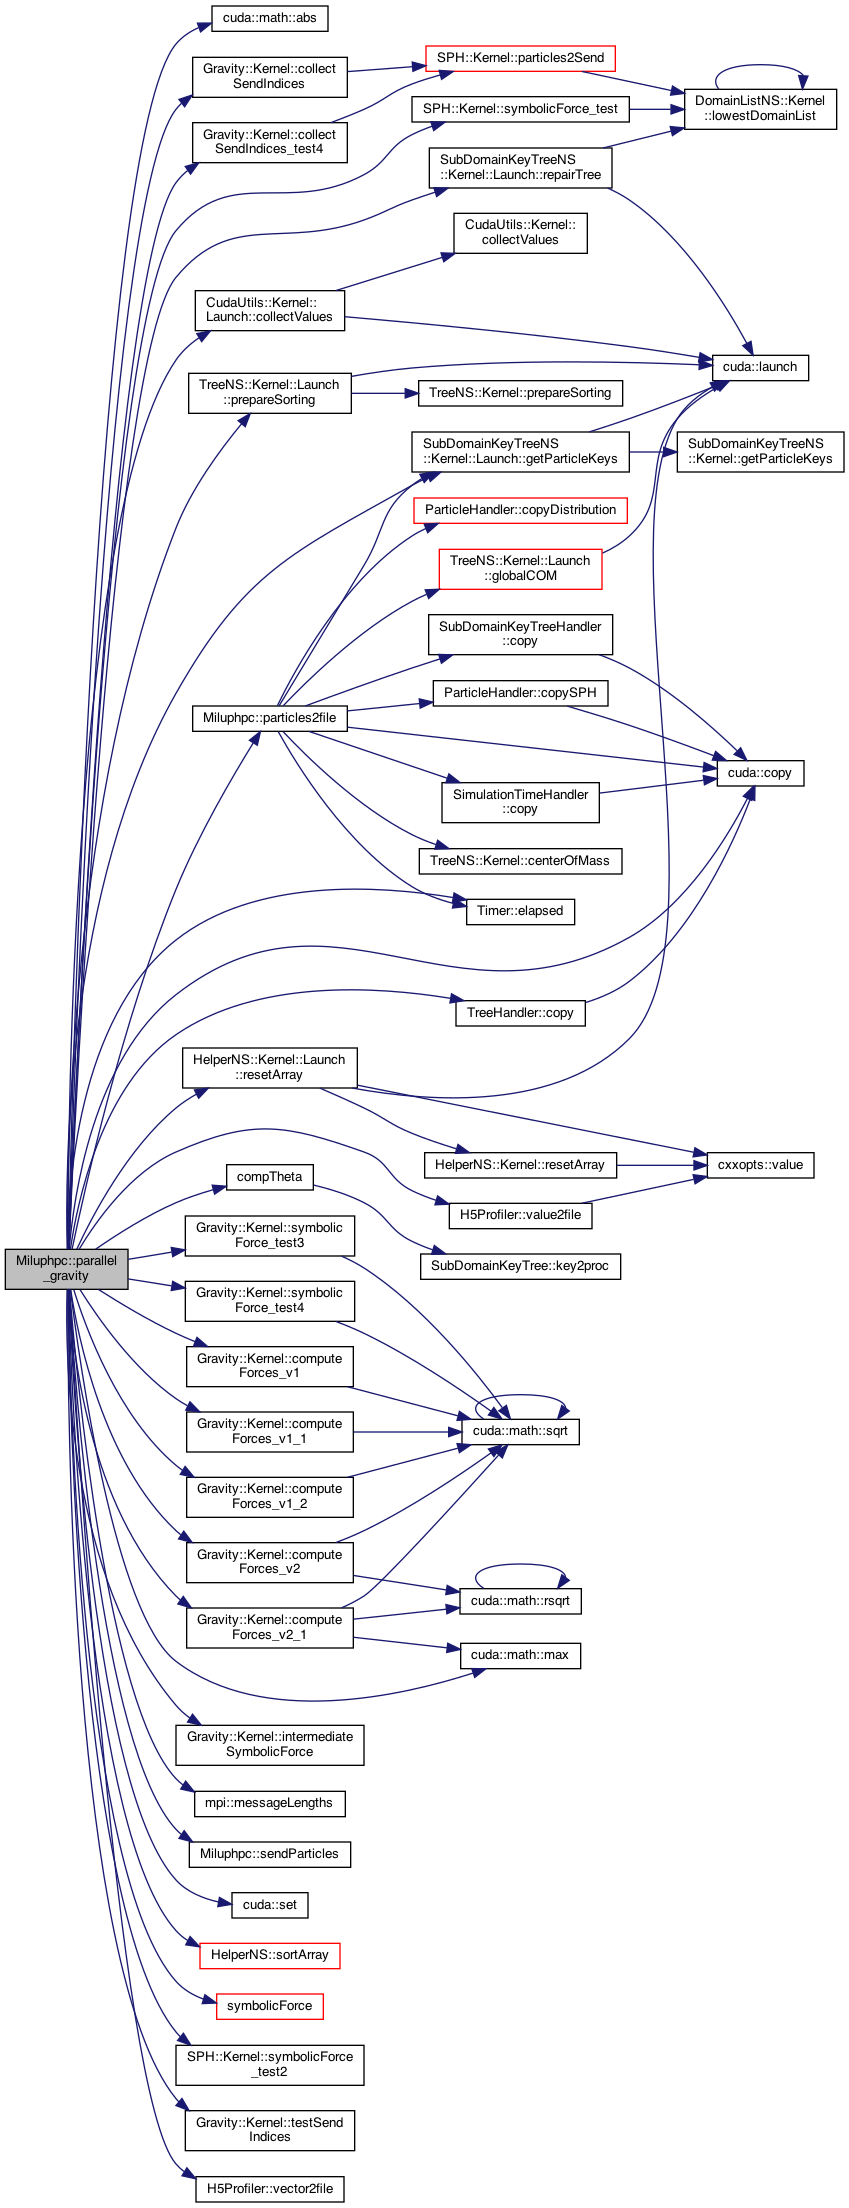 cuda::math::abs
Gravity::Kernel::collect
SendIndices
SPH::Kernel::particles2Send
DomainListNS::Kernel
::lowestDomainList
SPH::Kernel::symbolicForce_test
Gravity::Kernel::collect
SendIndices_test4
SubDomainKeyTreeNS
::Kernel::Launch::repairTree
CudaUtils::Kernel::
collectValues
CudaUtils::Kernel::
Launch::collectValues
cuda::launch
TreeNS::Kernel::Launch
::prepareSorting
TreeNS::Kernel::prepareSorting
SubDomainKeyTreeNS
::Kernel::Launch::getParticleKeys
SubDomainKeyTreeNS
::Kernel::getParticleKeys
ParticleHandler::copyDistribution
TreeNS::Kernel::Launch
::globalCOM
SubDomainKeyTreeHandler
::copy
ParticleHandler::copySPH
Miluphpc::particles2file
cuda::copy
SimulationTimeHandler
::copy
TreeNS::Kernel::centerOfMass
Timer::elapsed
TreeHandler::copy
HelperNS::Kernel::Launch
::resetArray
HelperNS::Kernel::resetArray
cxxopts::value
compTheta
H5Profiler::value2file
Gravity::Kernel::symbolic
Force_test3
SubDomainKeyTree::key2proc
Miluphpc::parallel
_gravity
Gravity::Kernel::symbolic
Force_test4
Gravity::Kernel::compute
Forces_v1
Gravity::Kernel::compute
Forces_v1_1
cuda::math::sqrt
Gravity::Kernel::compute
Forces_v1_2
Gravity::Kernel::compute
Forces_v2
cuda::math::rsqrt
Gravity::Kernel::compute
Forces_v2_1
cuda::math::max
Gravity::Kernel::intermediate
SymbolicForce
mpi::messageLengths
Miluphpc::sendParticles
cuda::set
HelperNS::sortArray
symbolicForce
SPH::Kernel::symbolicForce
_test2
Gravity::Kernel::testSend
Indices
H5Profiler::vector2file